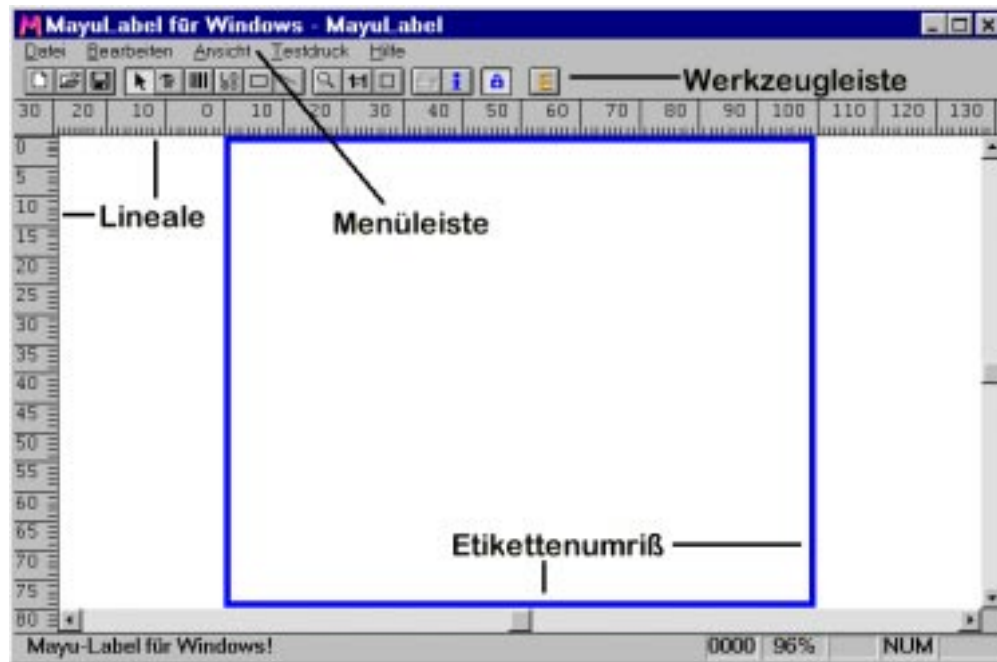 MayuLabel für Windows - MayuLabel
Datei Bearbeiten Ansicht Testdruck Hilfe
1:1 i
Werkzeugleiste
30 20 10 0 10 20 30 40 50 60 70 80 90 100 110 120 130
0
5
10
Lineale
Menüleiste
15
20
25
30
35
40
45
50
55
60
65
Etikettenumriß
70
75
80
Mayu-Label für Windows! 0000 96% NUM